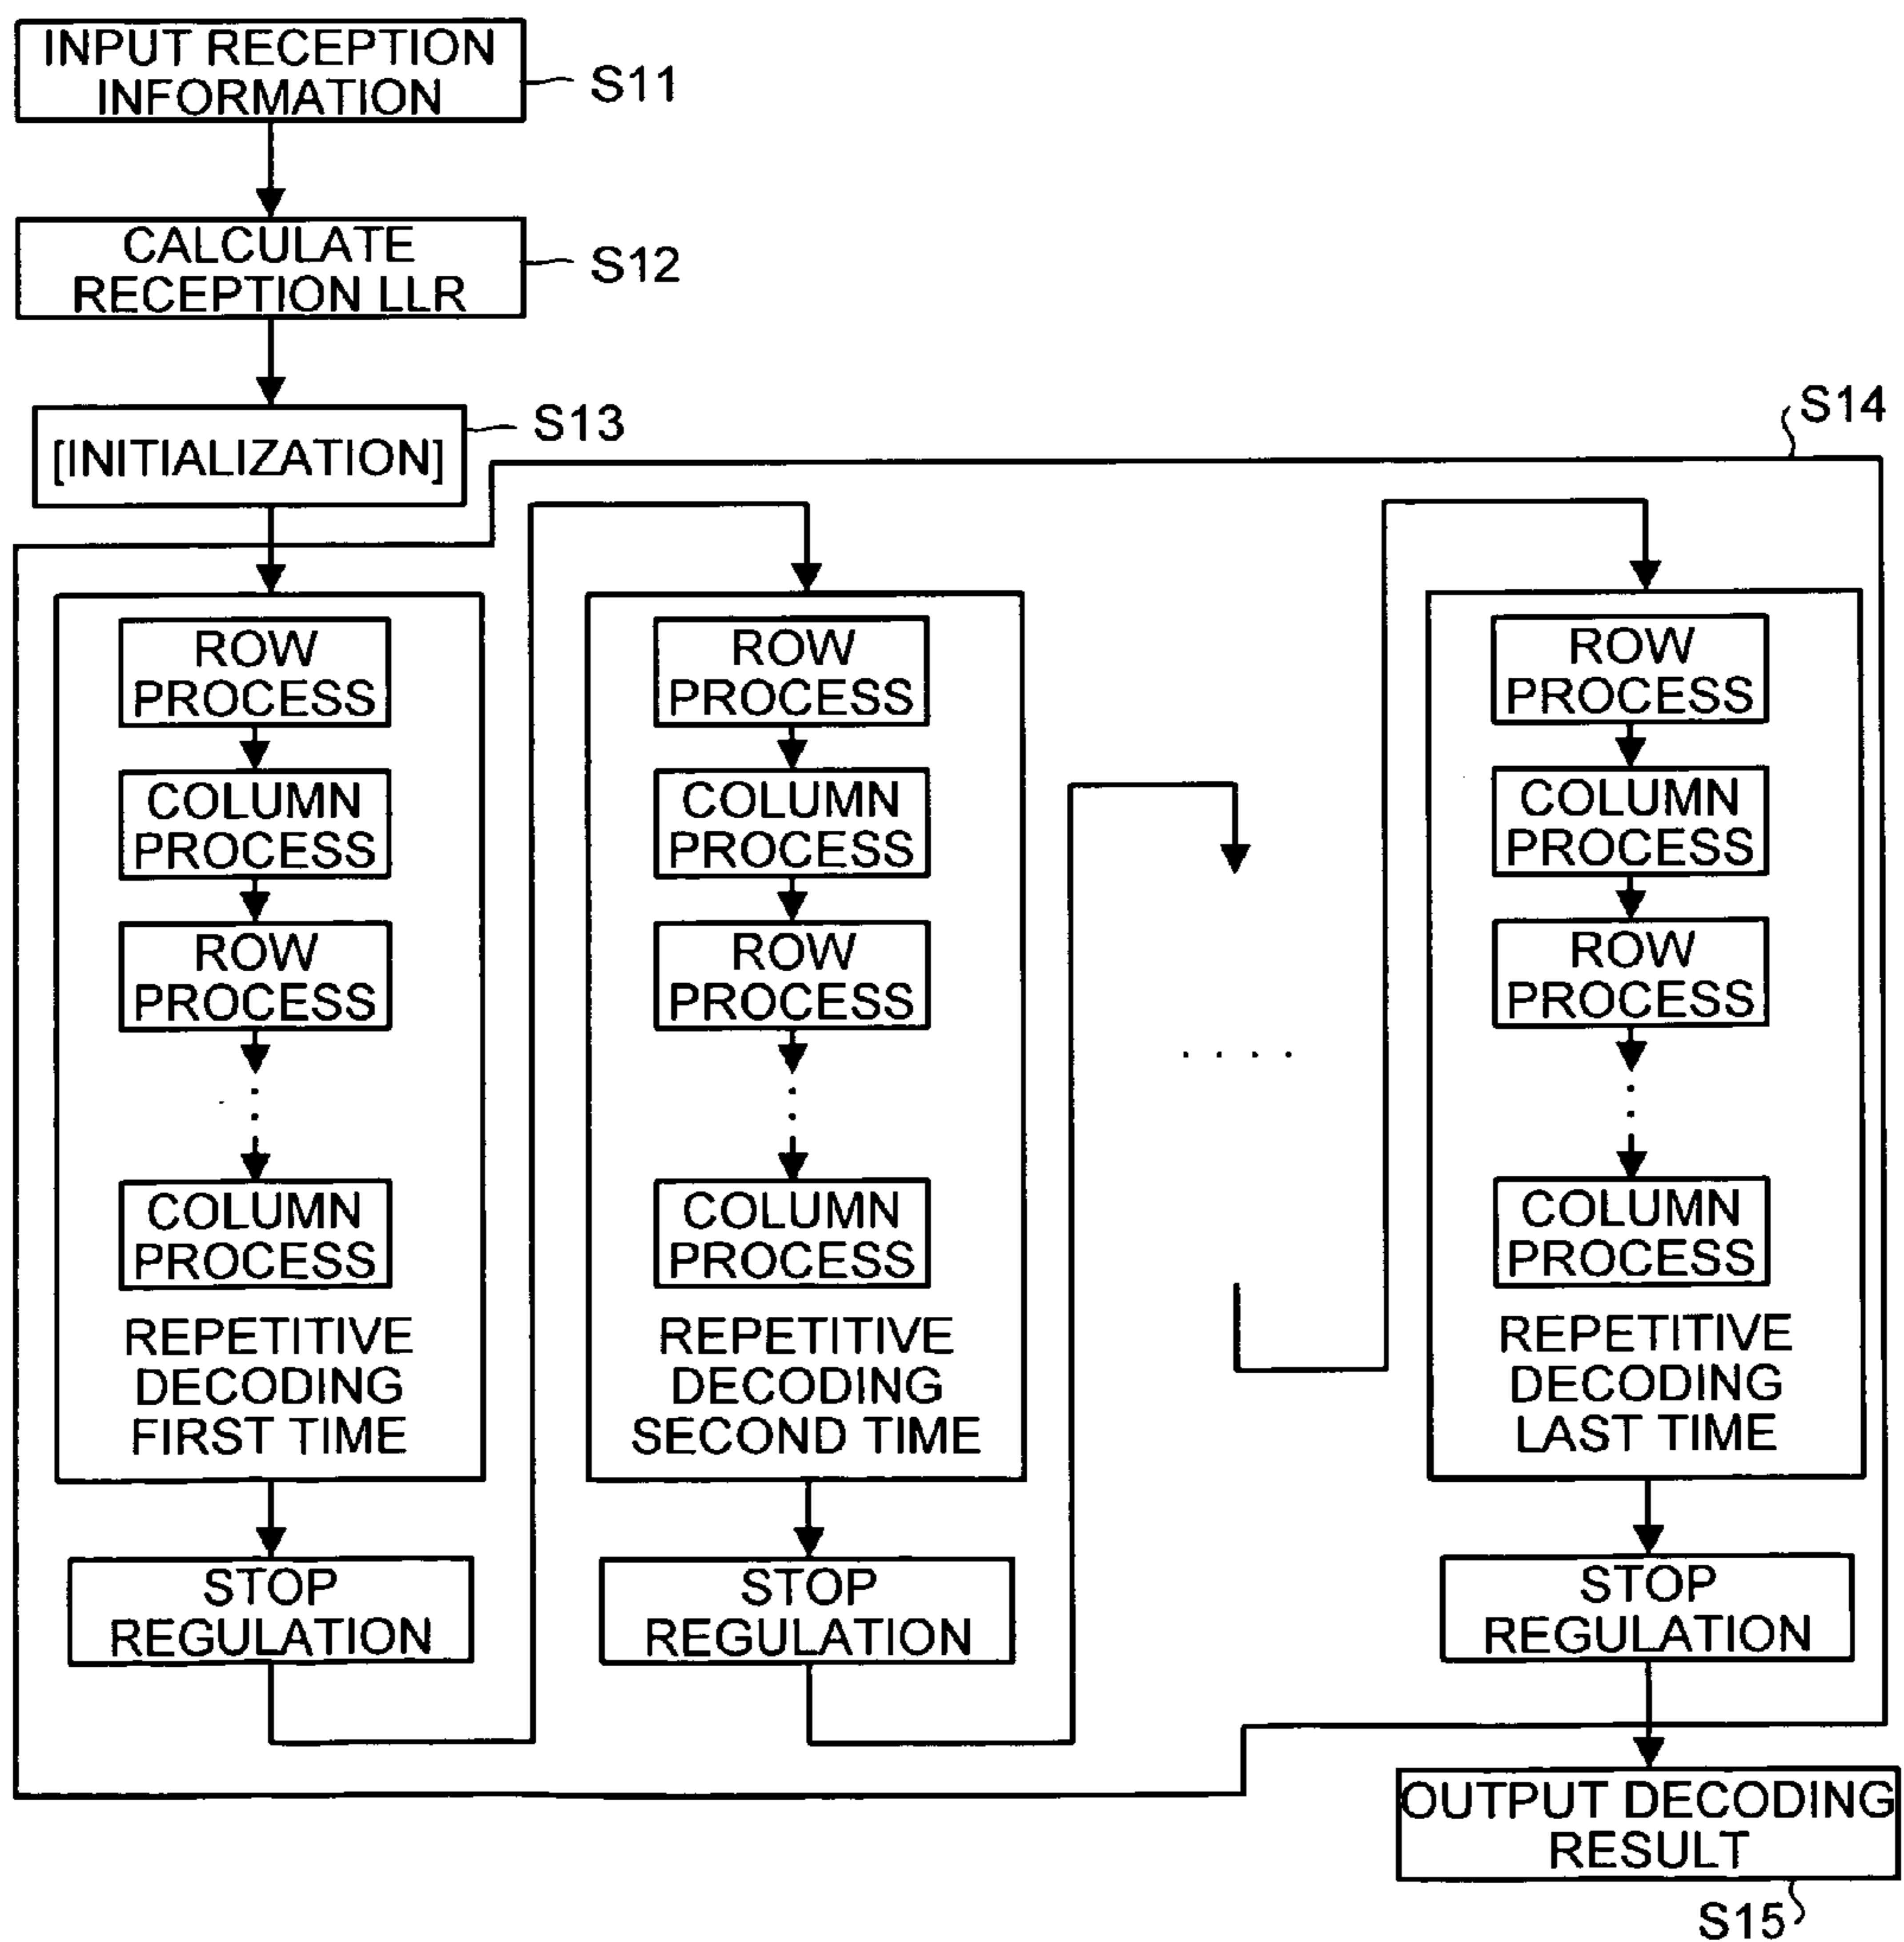 INPUT RECEPTION
INFORMATION
S11
CALCULATE
RECEPTION LLR
S12
[INITIALIZATION]
S13
S14
ROW
PROCESS
COLUMN
PROCESS
ROW
PROCESS
COLUMN
PROCESS
REPETITIVE
DECODING
FIRST TIME
STOP
REGULATION
ROW
PROCESS
COLUMN
PROCESS
ROW
PROCESS
COLUMN
PROCESS
REPETITIVE
DECODING
SECOND TIME
STOP
REGULATION
. . . .
ROW
PROCESS
COLUMN
PROCESS
ROW
PROCESS
COLUMN
PROCESS
REPETITIVE
DECODING
LAST TIME
STOP
REGULATION
OUTPUT DECODING
RESULT
S15